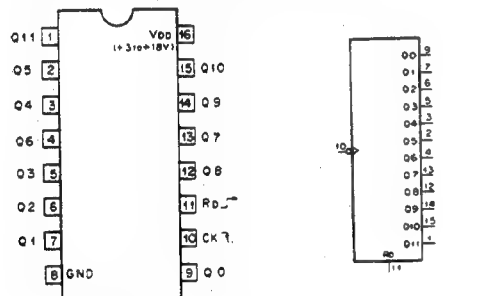 Q11 1
Q5 2
Q4 3
Q6 4
Q3 5
Q2 6
Q1 7
8 GND
VDD 16
(+3 to +18V)
15 Q10
14 Q9
13 Q7
12 Q8
11 RD
10 CK
9 Q0
10
Q0 9
Q1 7
Q2 6
Q3 5
Q4 3
Q5 2
Q6 4
Q7 13
Q8 12
Q9
Q10 15
Q11 1
RD
11